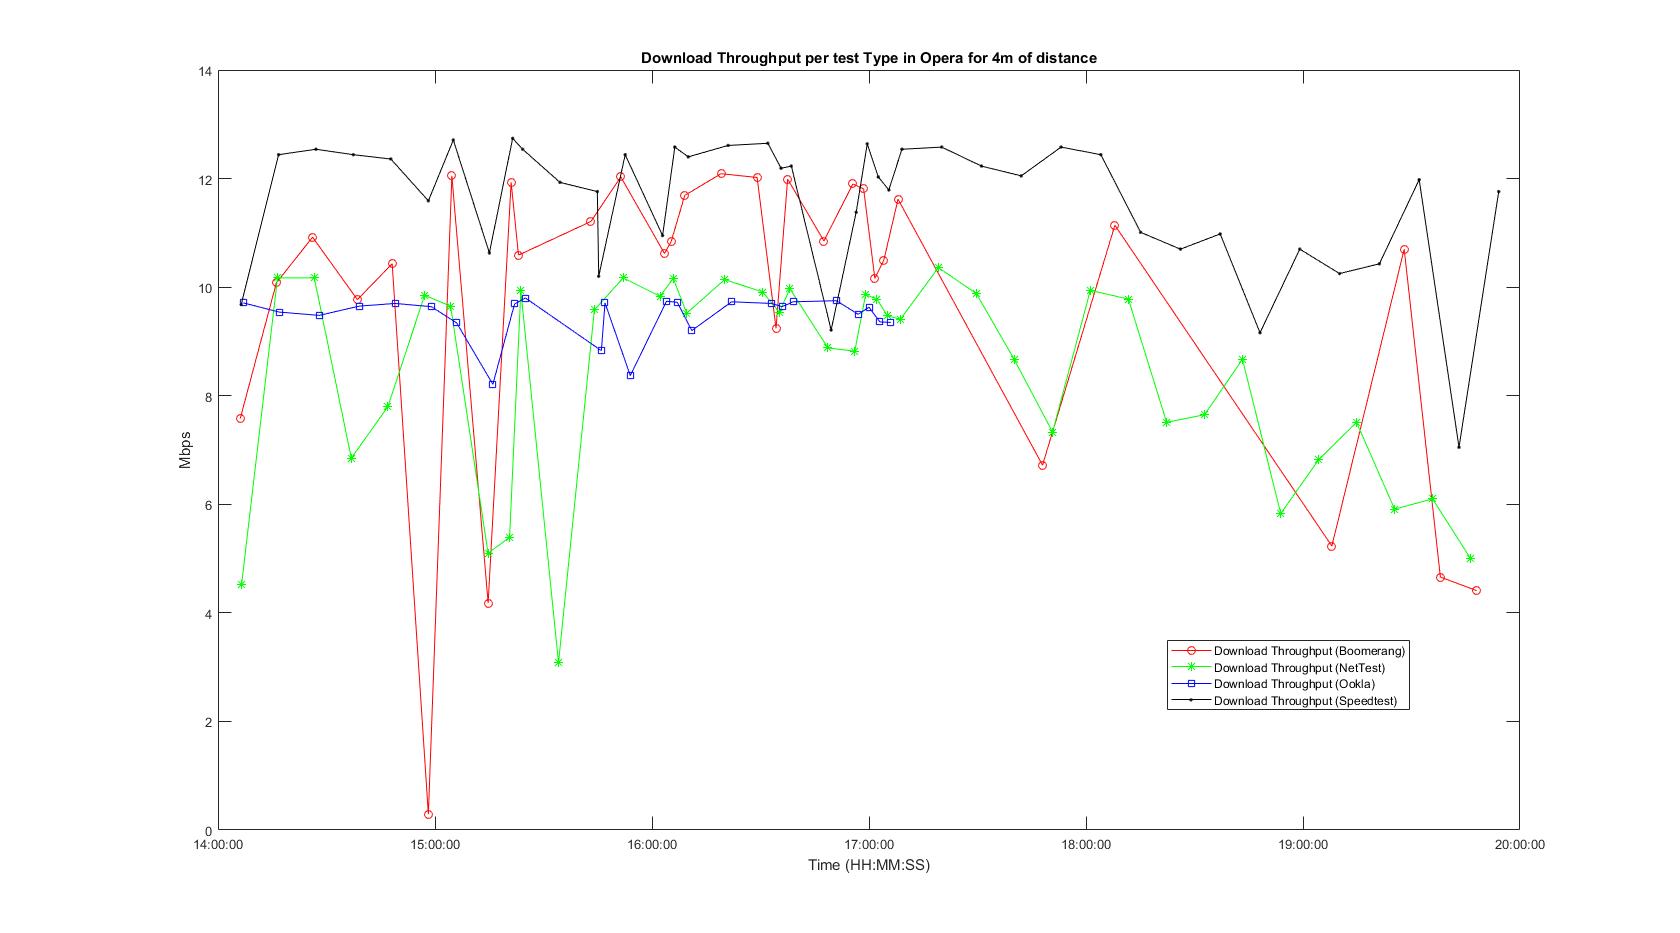 Download Throughput per test Type in Opera for 4m of distance
14
12
10
8
6
4
2
0
Mbps
14:00:00 15:00:00 16:00:00 17:00:00 18:00:00 19:00:00 20:00:00
Time (HH:MM:SS)
Download Throughput (Boomerang)
Download Throughput (NetTest)
Download Throughput (Ookla)
Download Throughput (Speedtest)